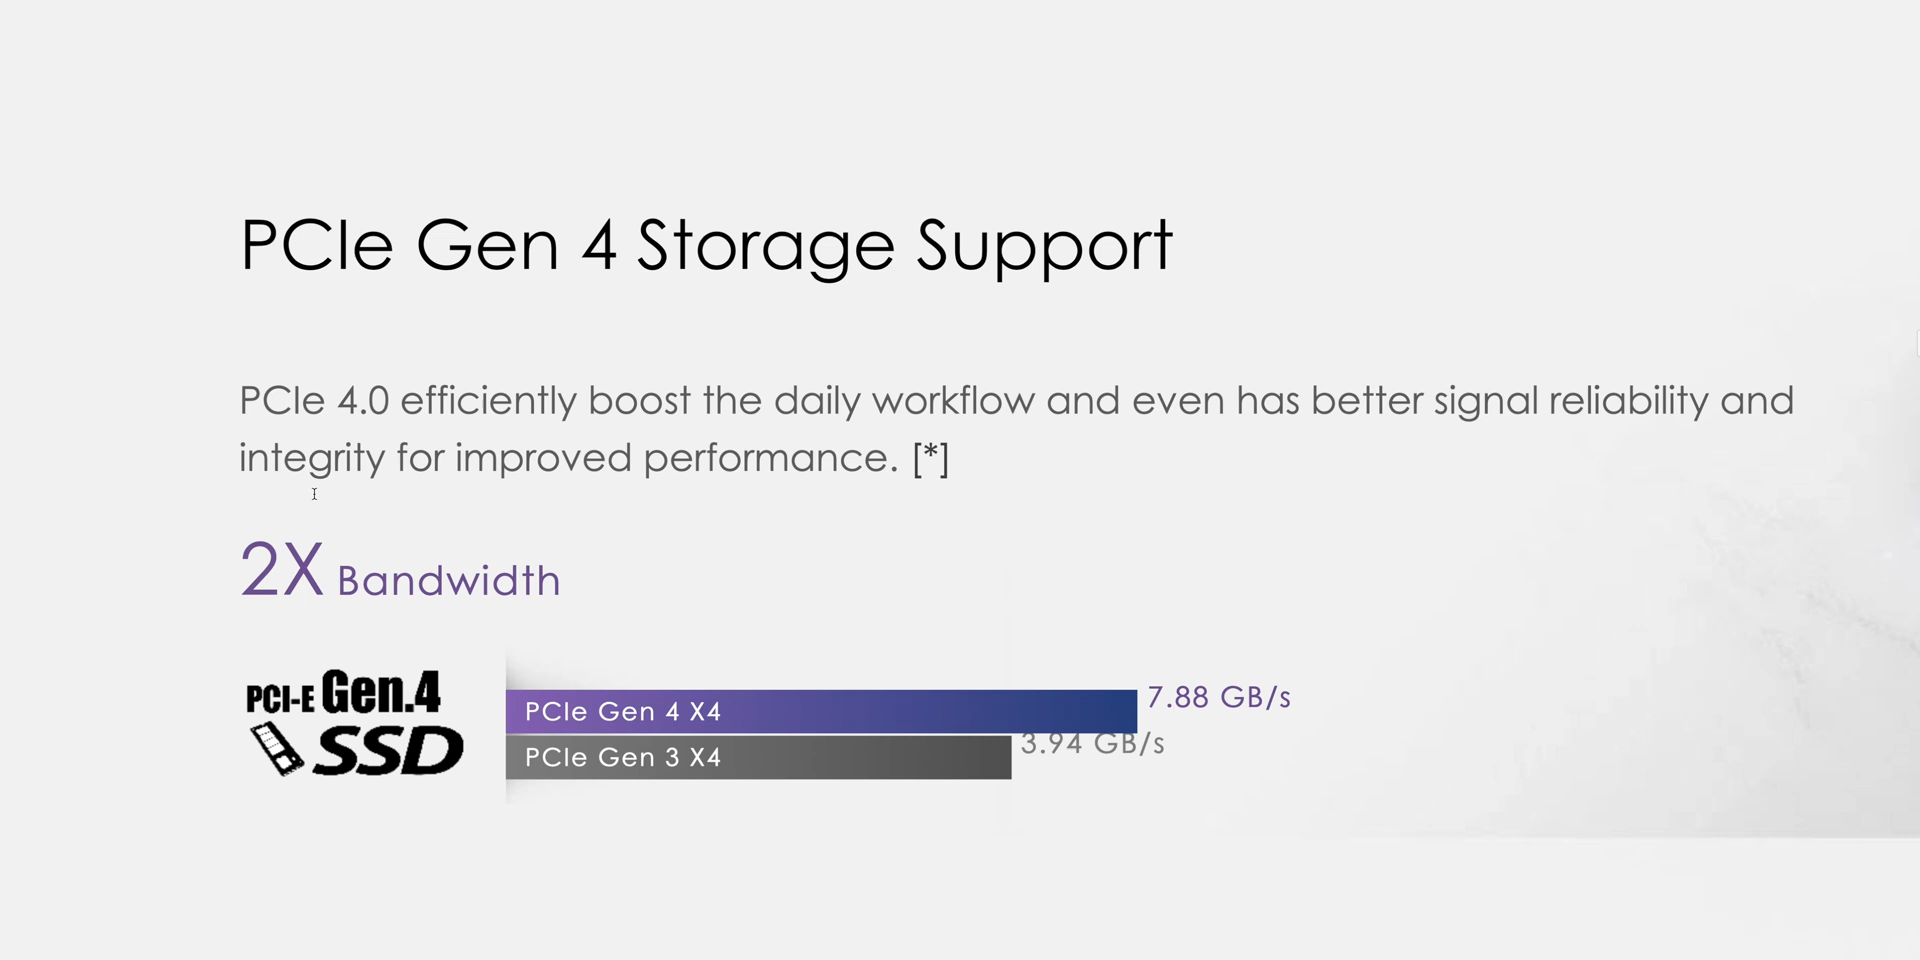 PCIe Gen 4 Storage Support
PCIe 4.0 efficiently boost the daily workflow and even has better signal reliability and
integrity for improved performance. [*]
2X Bandwidth
PCI-E Gen.4
SSD
PCIe Gen 4 X4 7.88 GB/s
PCIe Gen 3 X4 3.94 GB/s